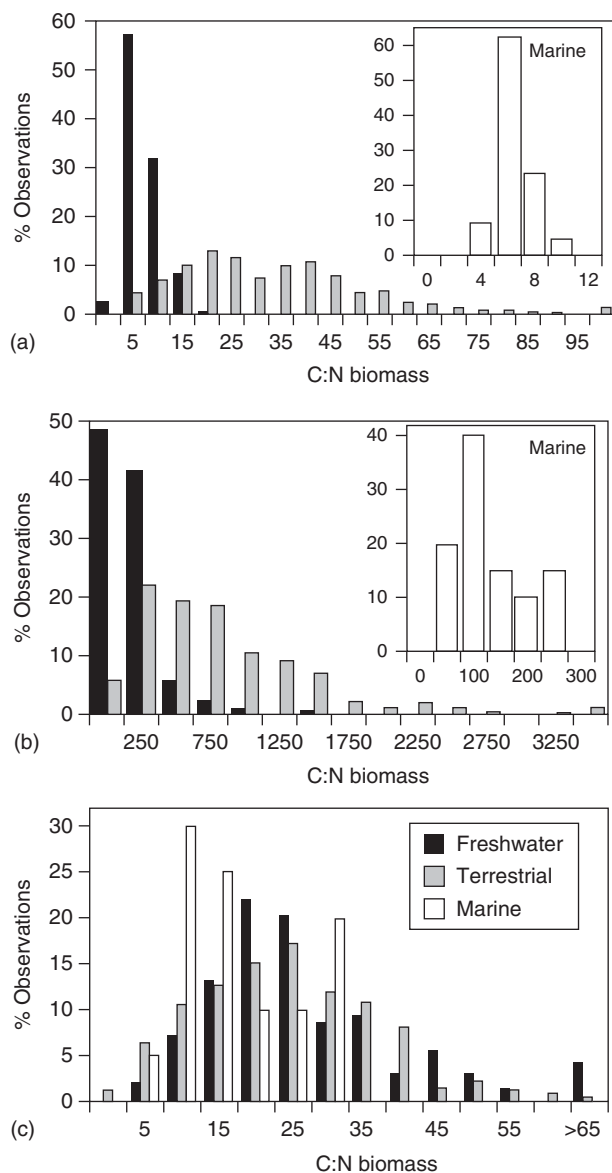 60
50
40
30
20
10
0
% Observations
60
50
40
30
20
10
0
Marine
0 4 8 12
5 15 25 35 45 55 65 75 85 95
(a)
C:N biomass
50
40
30
20
10
0
% Observations
40
30
20
10
0
Marine
0 100 200 300
250 750 1250 1750 2250 2750 3250
(b)
C:N biomass
30
25
20
15
10
5
0
% Observations
Freshwater
Terrestrial
Marine
5 15 25 35 45 55 >65
(c)
C:N biomass